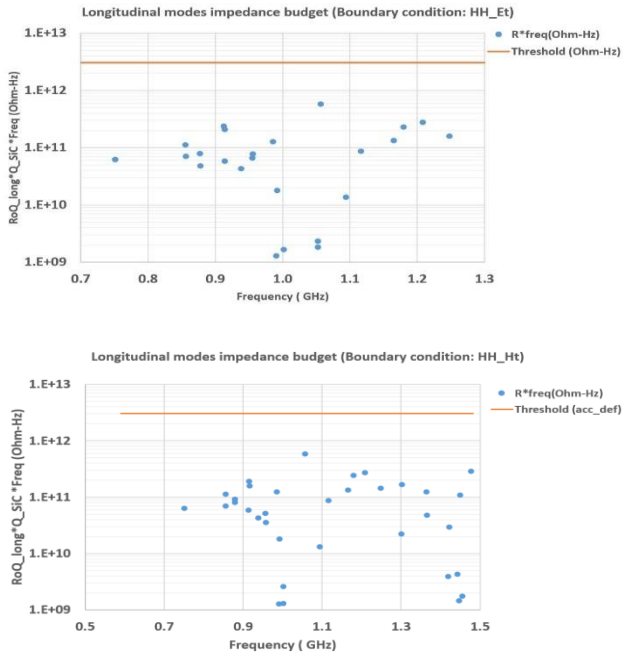 Longitudinal modes impedance budget (Boundary condition: HH_Et)
RoQ_long*Q_SiC *Freq (Ohm-Hz)
1.E+13
1.E+12
1.E+11
1.E+10
1.E+09
0.7 0.8 0.9 1.0 1.1 1.2 1.3
Frequency ( GHz)
R*freq(Ohm-Hz)
Threshold (Ohm-Hz)
Longitudinal modes impedance budget (Boundary condition: HH_Ht)
RoQ_long*Q_SiC *Freq (Ohm-Hz)
1.E+13
1.E+12
1.E+11
1.E+10
1.E+09
0.5 0.7 0.9 1.1 1.3 1.5
Frequency ( GHz)
R*freq(Ohm-Hz)
Threshold (acc_def)